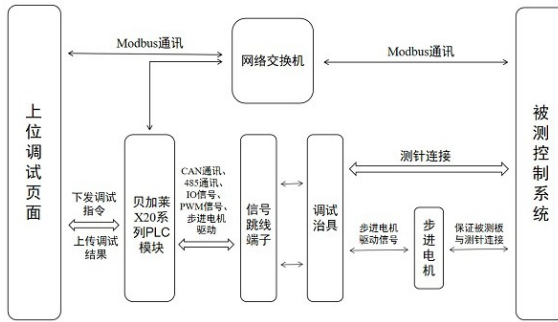 Modbus通讯
网络交换机
Modbus通讯
上位调试页面
被测控制系统
下发调试
指令
上传调试
结果
贝加莱
X20系
列PLC
模块
CAN通讯、
485通讯、
IO信号、
PWM信号、
步进电机
驱动
信号
跳线
端子
调试
治具
测针连接
步进电机
驱动信号
步进电机
保证被测板
与测针连接